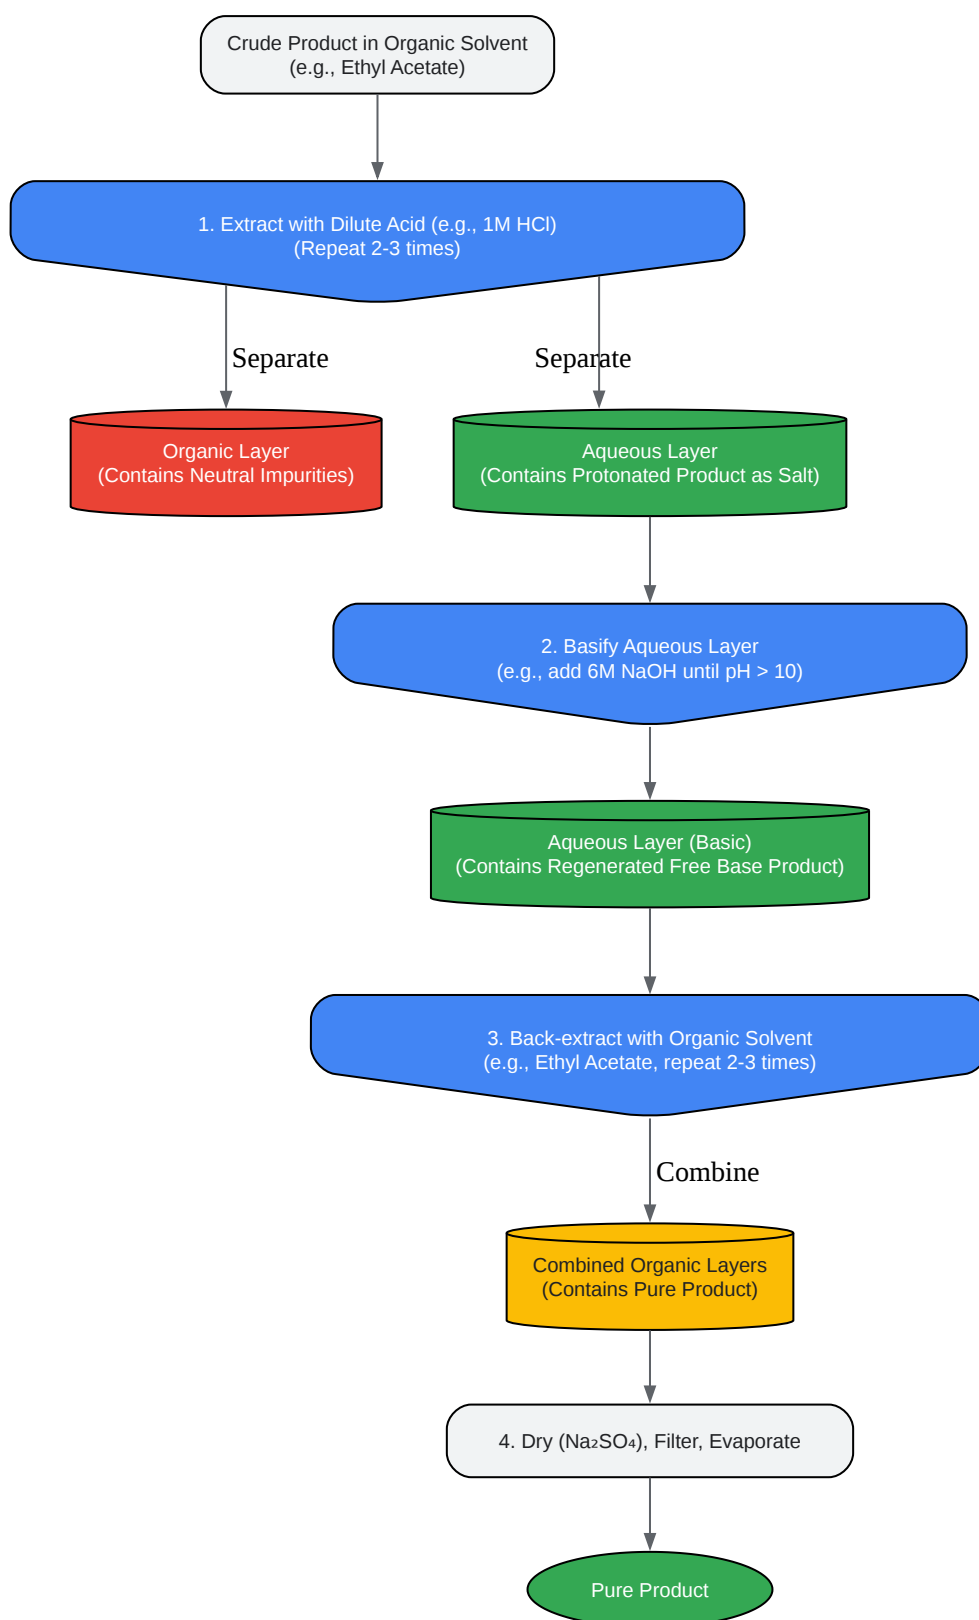 Crude Product in Organic Solvent
(e.g., Ethyl Acetate)
1. Extract with Dilute Acid (e.g., 1M HCl)
(Repeat 2-3 times)
Separate
Separate
Organic Layer
(Contains Neutral Impurities)
Aqueous Layer
(Contains Protonated Product as Salt)
2. Basify Aqueous Layer
(e.g., add 6M NaOH until pH > 10)
Aqueous Layer (Basic)
(Contains Regenerated Free Base Product)
3. Back-extract with Organic Solvent
(e.g., Ethyl Acetate, repeat 2-3 times)
Combine
Combined Organic Layers
(Contains Pure Product)
4. Dry (Na₂SO₄), Filter, Evaporate
Pure Product